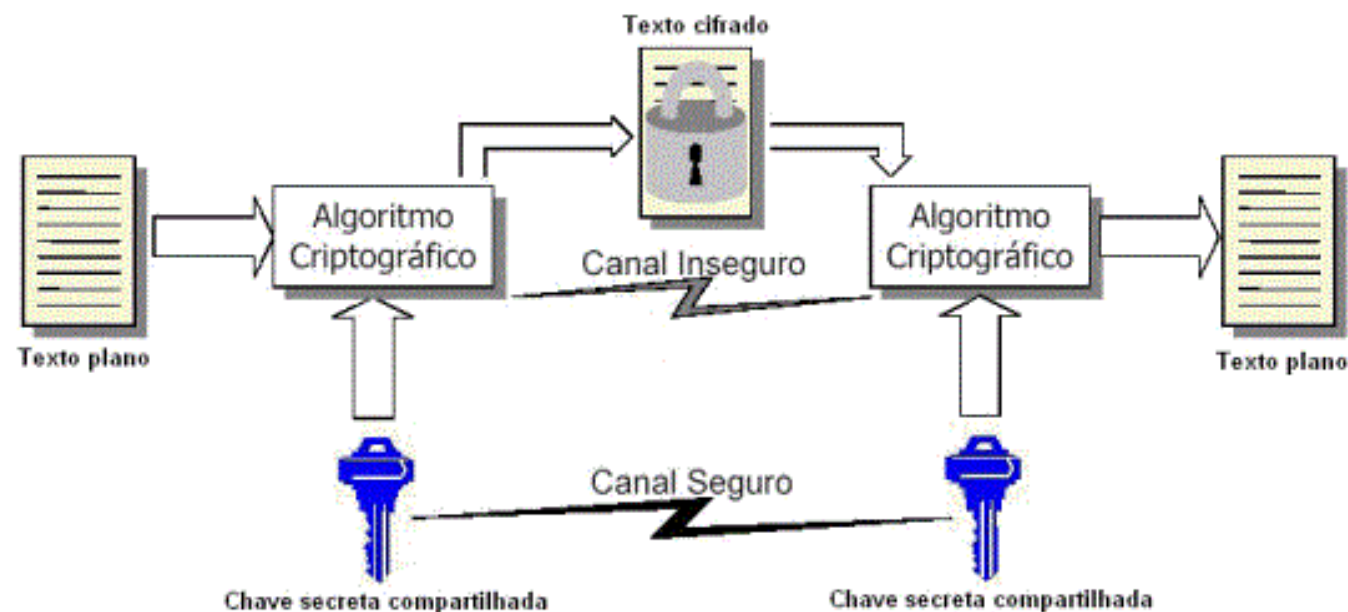 Texto cifrado
Algoritmo
Criptográfico
Canal Inseguro
Algoritmo
Criptográfico
Texto plano
Texto plano
Canal Seguro
Chave secreta compartilhada
Chave secreta compartilhada